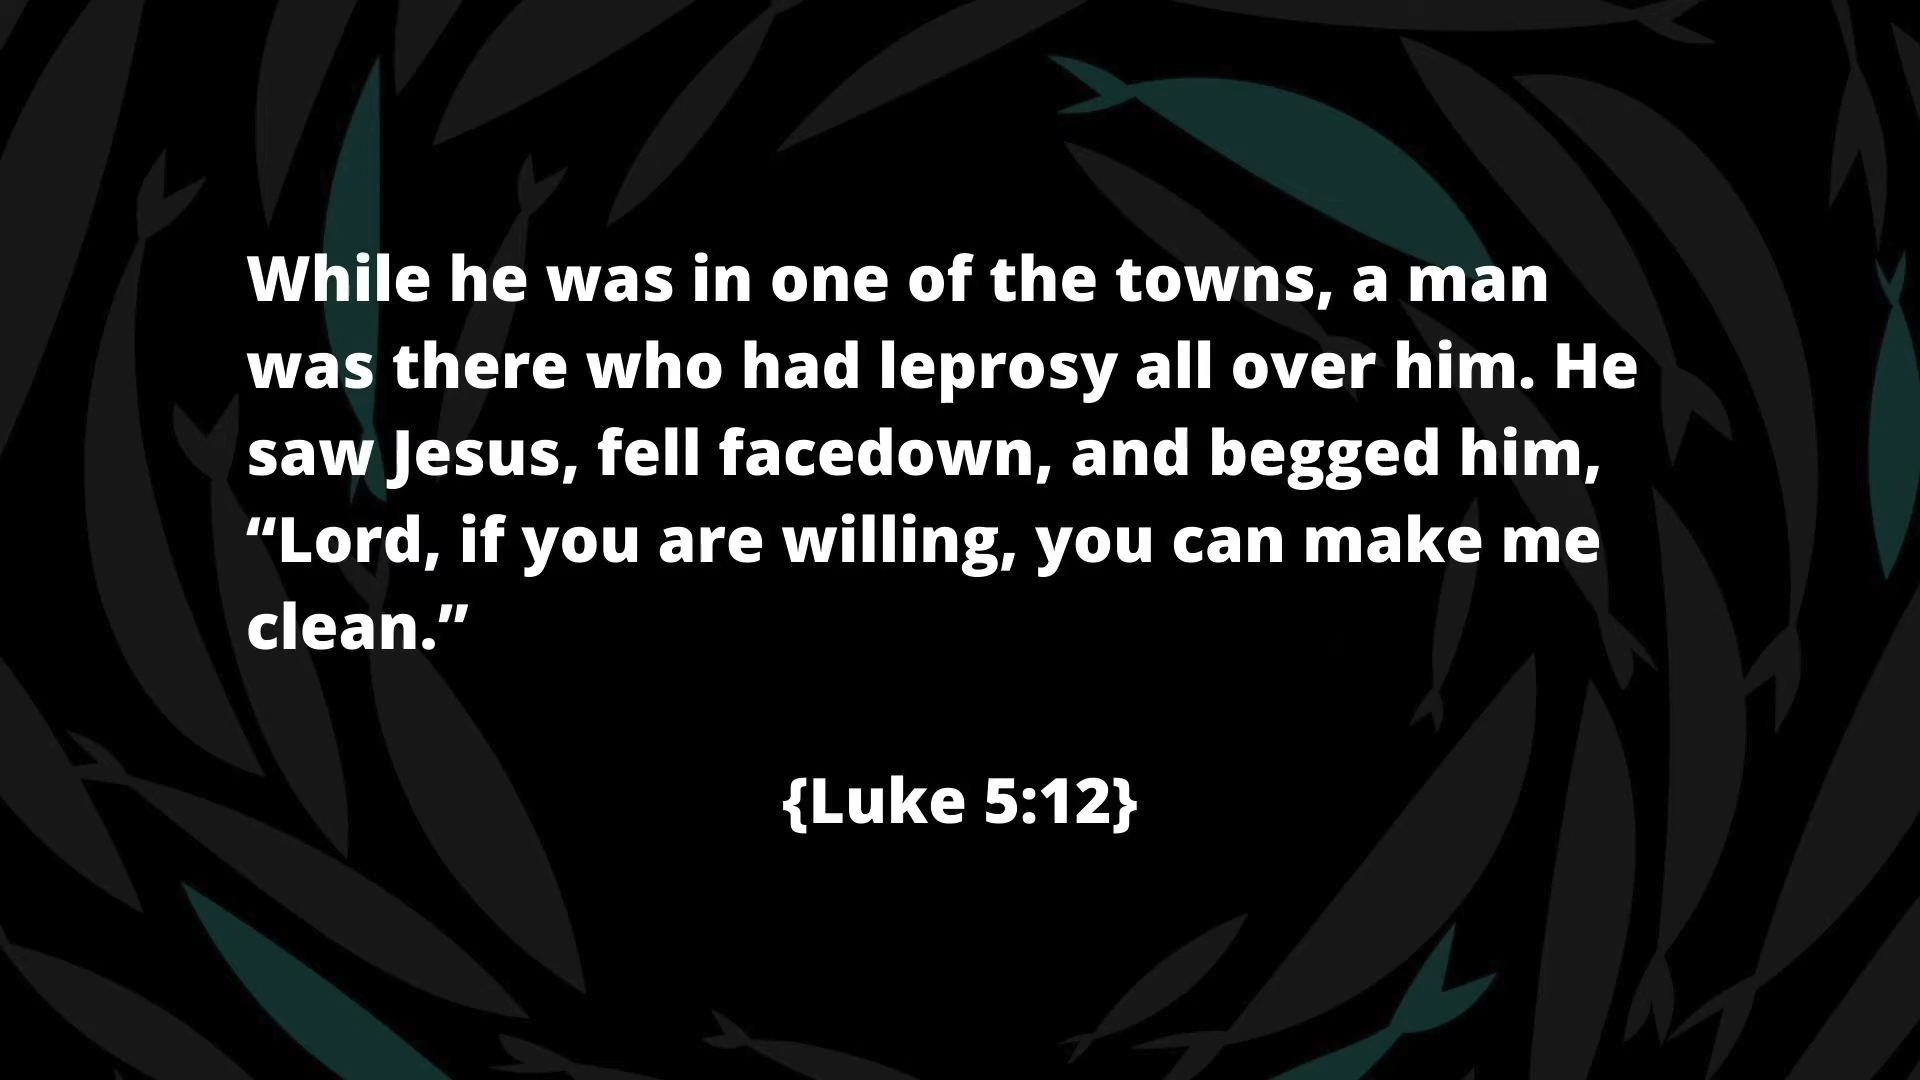 While he was in one of the towns, a man
was there who had leprosy all over him. He
saw Jesus, fell facedown, and begged him,
“Lord, if you are willing, you can make me
clean.”
{Luke 5:12}